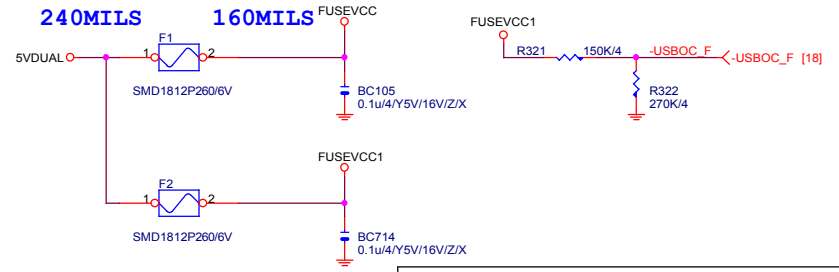 240MILS 160MILS FUSEVCC
F1
5VDUAL 1 2
SMD1812P260/6V
BC105
0.1u/4/Y5V/16V/Z/X
FUSEVCC1
F2
1 2
SMD1812P260/6V
BC714
0.1u/4/Y5V/16V/Z/X
FUSEVCC1
R321 150K/4 -USBOC_F -USBOC_F [18]
R322
270K/4